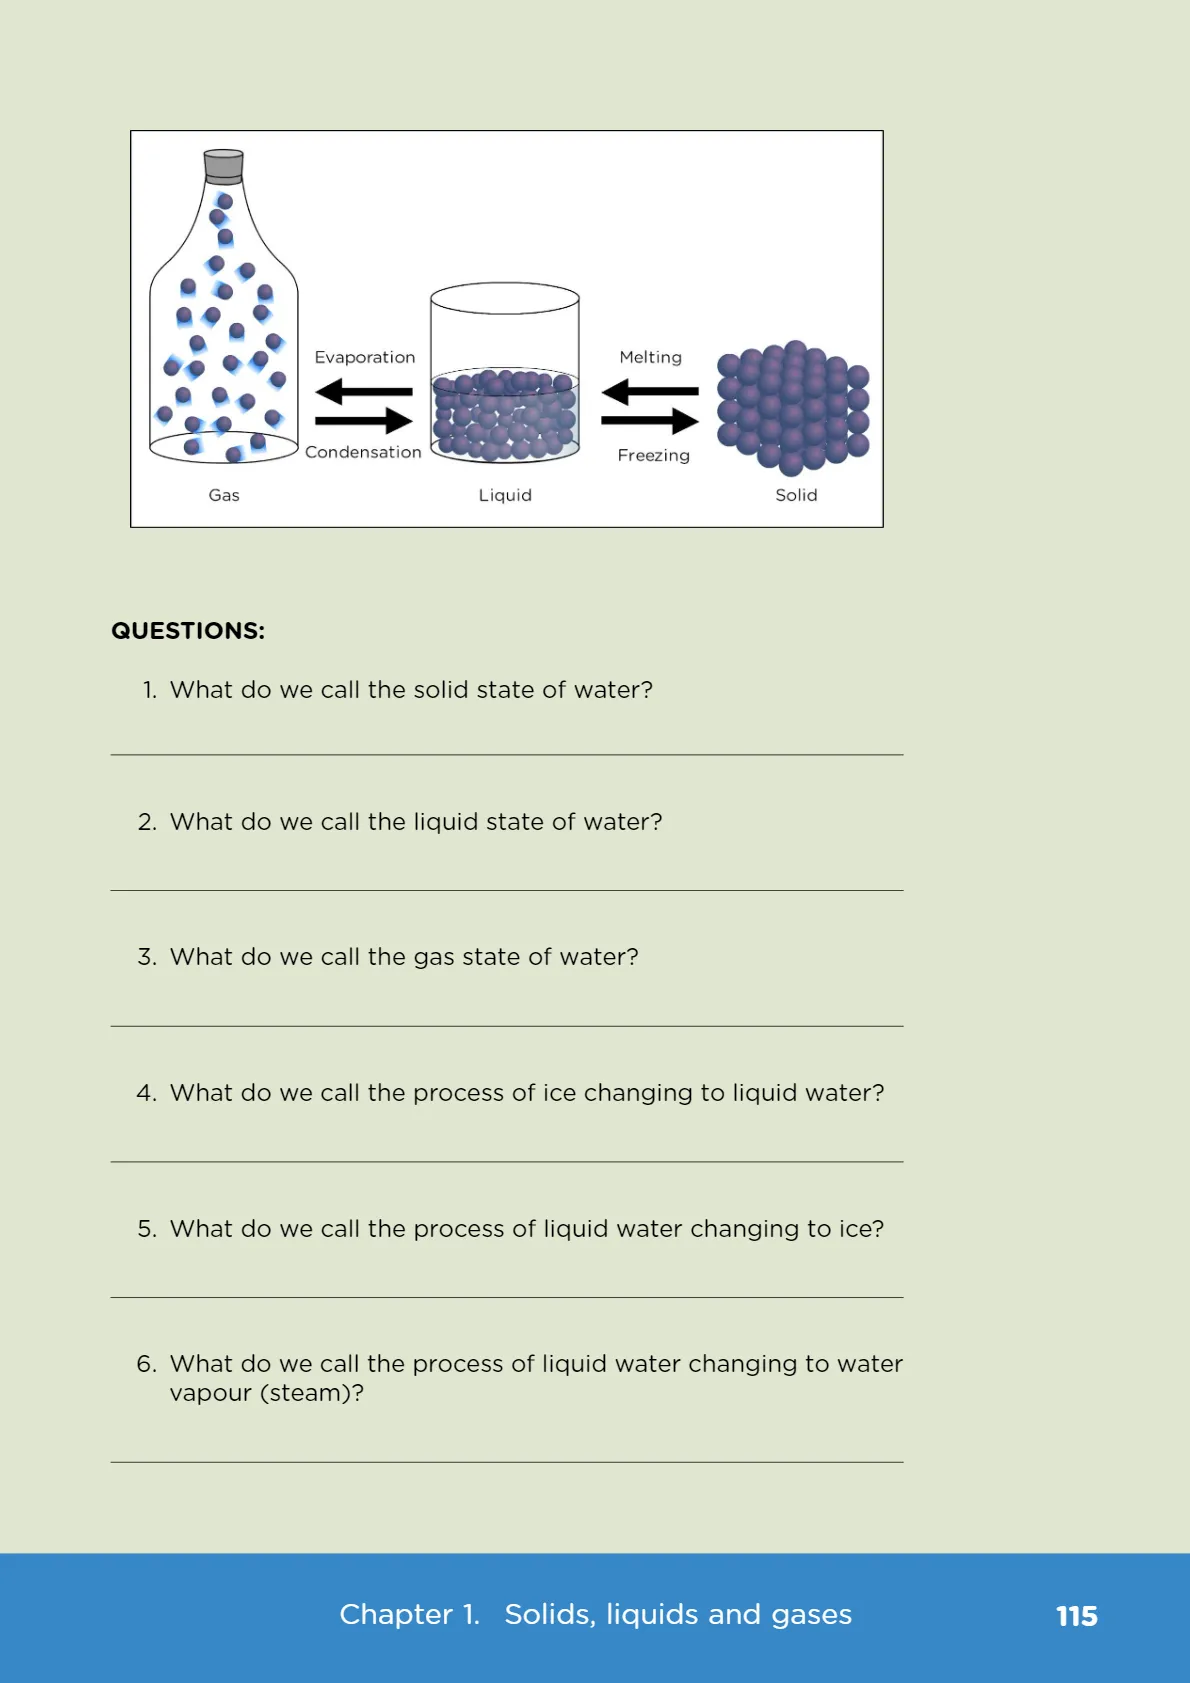 Evaporation
Condensation
Melting
Freezing
Gas
Liquid
Solid
QUESTIONS:
1. What do we call the solid state of water?
2. What do we call the liquid state of water?
3. What do we call the gas state of water?
4. What do we call the process of ice changing to liquid water?
5. What do we call the process of liquid water changing to ice?
6. What do we call the process of liquid water changing to water
vapour (steam)?
Chapter 1. Solids, liquids and gases
115